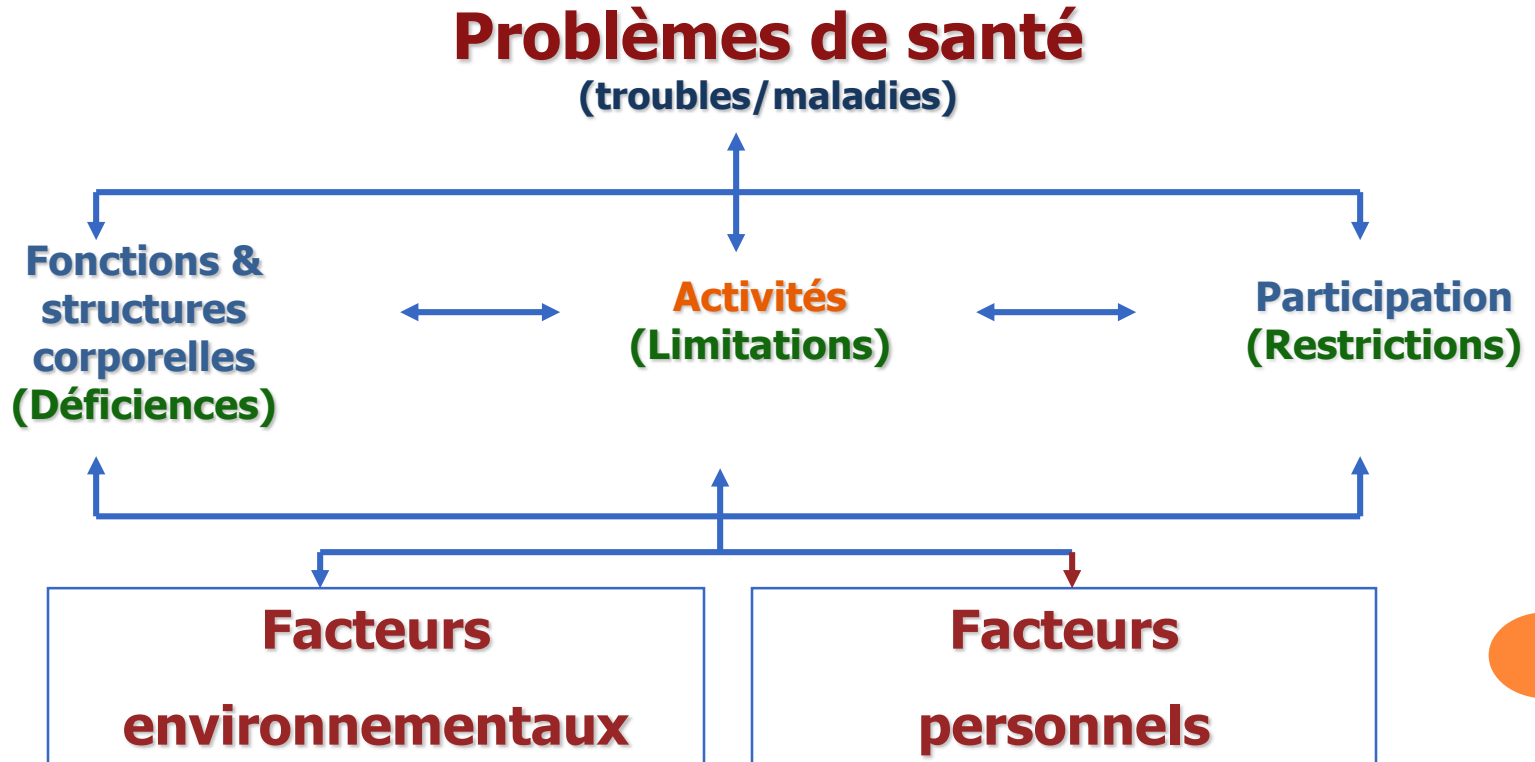 Problèmes de santé
(troubles/maladies)
Fonctions &
structures
corporelles
(Déficiences)
Activités
(Limitations)
Participation
(Restrictions)
Facteurs
environnementaux
Facteurs
personnels